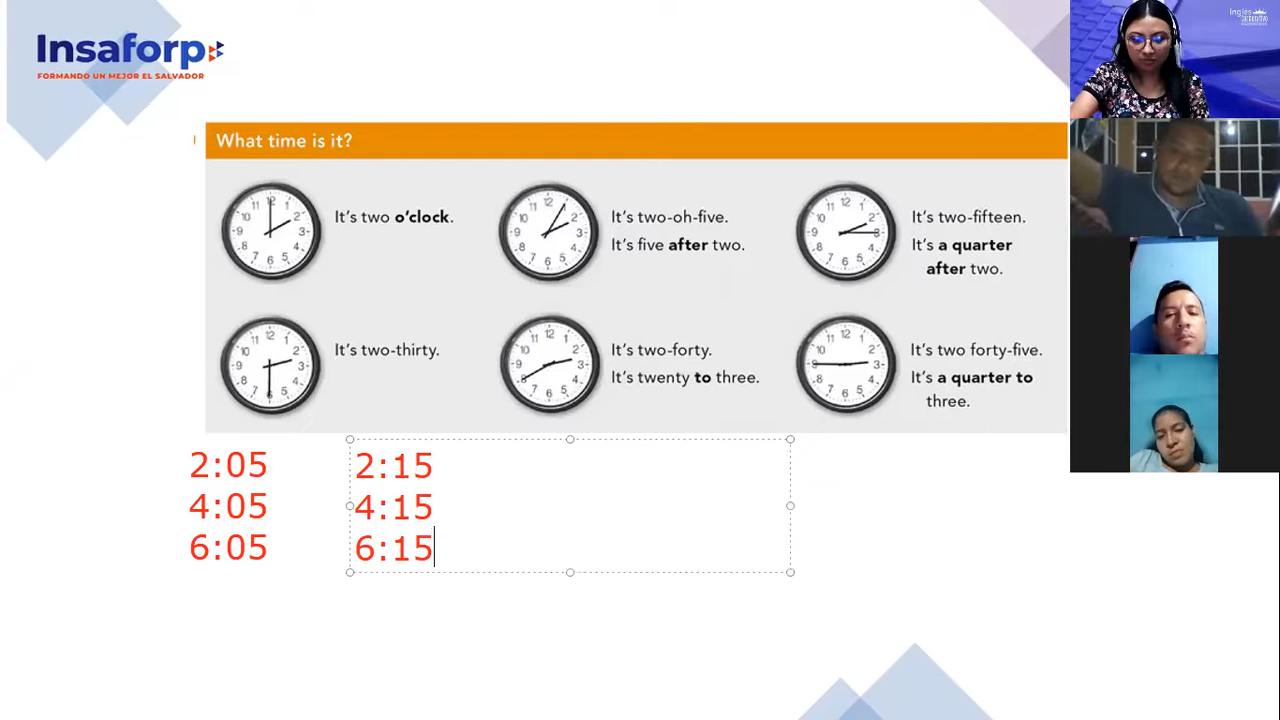 Insaforp
FORMANDO UN MEJOR EL SALVADOR
What time is it?
It's two o'clock.
It's two-oh-five.
It's five after two.
It's two-fifteen.
It's a quarter
after two.
It's two-thirty.
It's two-forty.
It's twenty to three.
It's two forty-five.
It's a quarter to
three.
2:05
4:05
6:05
2:15
4:15
6:15